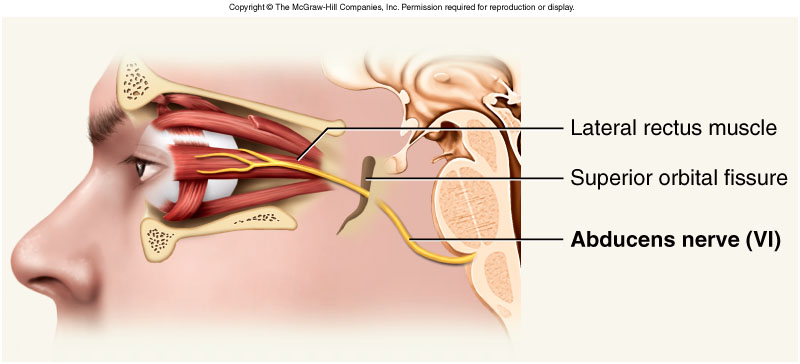 Copyright © The McGraw-Hill Companies, Inc. Permission required for reproduction or display.
Lateral rectus muscle
Superior orbital fissure
Abducens nerve (VI)